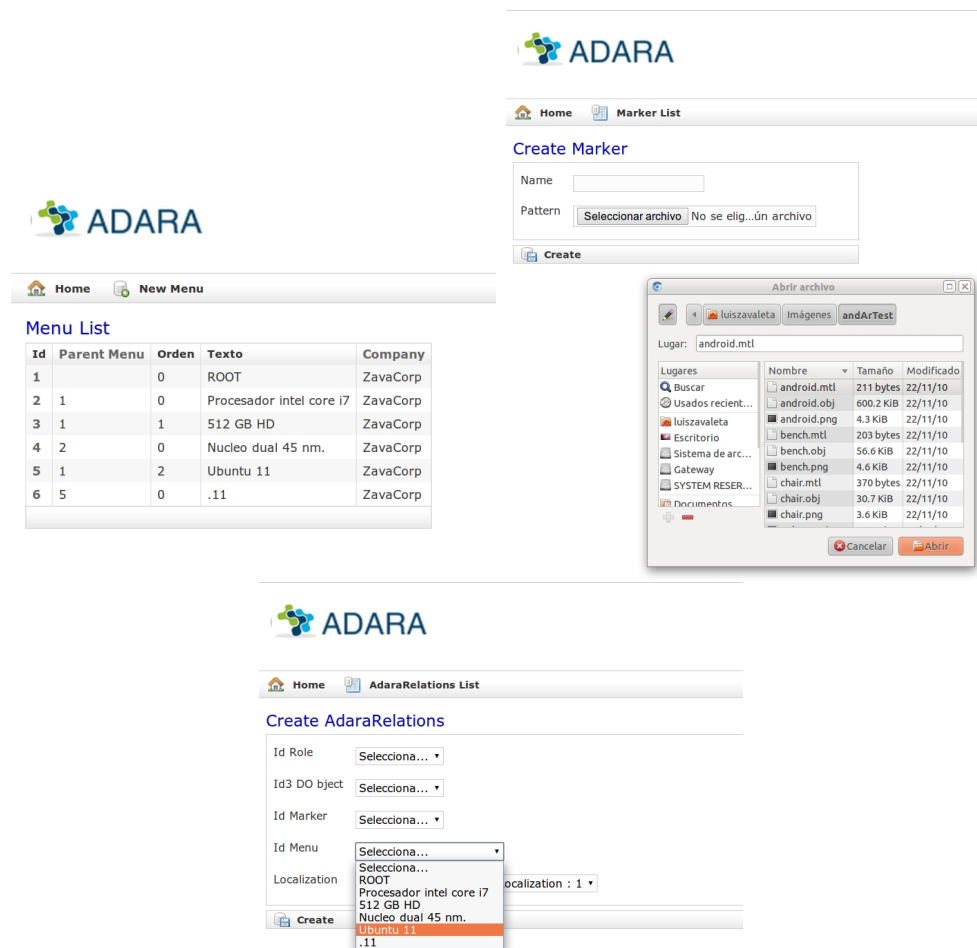 ADARA
Home Marker List
Create Marker
Name
Pattern Seleccionar archivo No se elig...ún archivo
Create
ADARA
Home New Menu
Menu List
Id Parent Menu Orden Texto Company
1 0 ROOT ZavaCorp
2 1 0 Procesador intel core i7 ZavaCorp
3 1 1 512 GB HD ZavaCorp
4 2 0 Nucleo dual 45 nm. ZavaCorp
5 1 2 Ubuntu 11 ZavaCorp
6 5 0 .11 ZavaCorp
Abrir archivo
luiszavaleta Imágenes andArTest
Lugar: android.mtl
Lugares
Buscar
Usados recient...
luiszavaleta
Escritorio
Sistema de arc...
Gateway
SYSTEM RESER...
Documentos
Nombre Tamaño Modificado
android.mtl 211 bytes 22/11/10
android.obj 600.2 KiB 22/11/10
android.png 4.3 KiB 22/11/10
bench.mtl 203 bytes 22/11/10
bench.obj 56.6 KiB 22/11/10
bench.png 4.6 KiB 22/11/10
chair.mtl 370 bytes 22/11/10
chair.obj 30.7 KiB 22/11/10
chair.png 3.6 KiB 22/11/10
Cancelar Abrir
ADARA
Home AdaraRelations List
Create AdaraRelations
Id Role Selecciona...
Id3 DO bject Selecciona...
Id Marker Selecciona...
Id Menu Selecciona...
Selecciona...
ROOT
Procesador intel core i7
512 GB HD
Nucleo dual 45 nm.
Ubuntu 11
.11
Localization ocalization : 1
Create